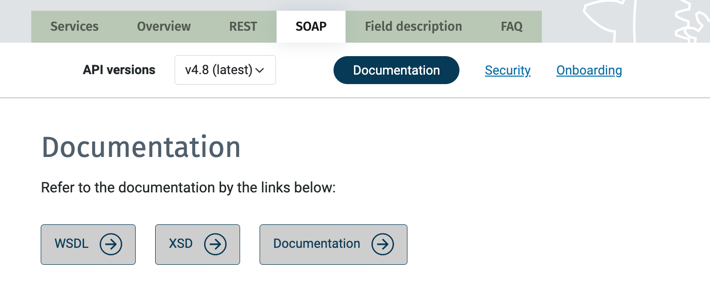 Services Overview REST SOAP Field description FAQ
API versions v4.8 (latest) Documentation Security Onboarding
Documentation
Refer to the documentation by the links below:
WSDL XSD Documentation